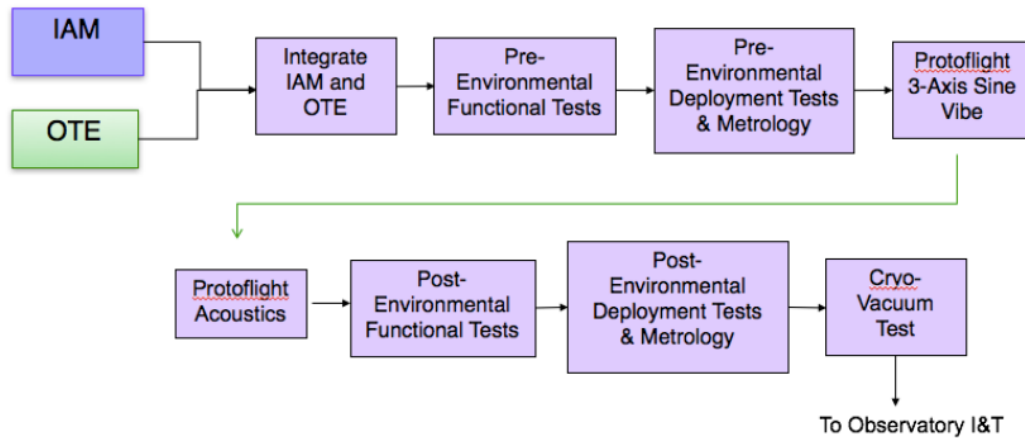 IAM
OTE
Integrate
IAM and
OTE
Pre-
Environmental
Functional Tests
Pre-
Environmental
Deployment Tests
& Metrology
Protoflight
3-Axis Sine
Vibe
Protoflight
Acoustics
Post-
Environmental
Functional Tests
Post-
Environmental
Deployment Tests
& Metrology
Cryo-
Vacuum
Test
To Observatory I&T